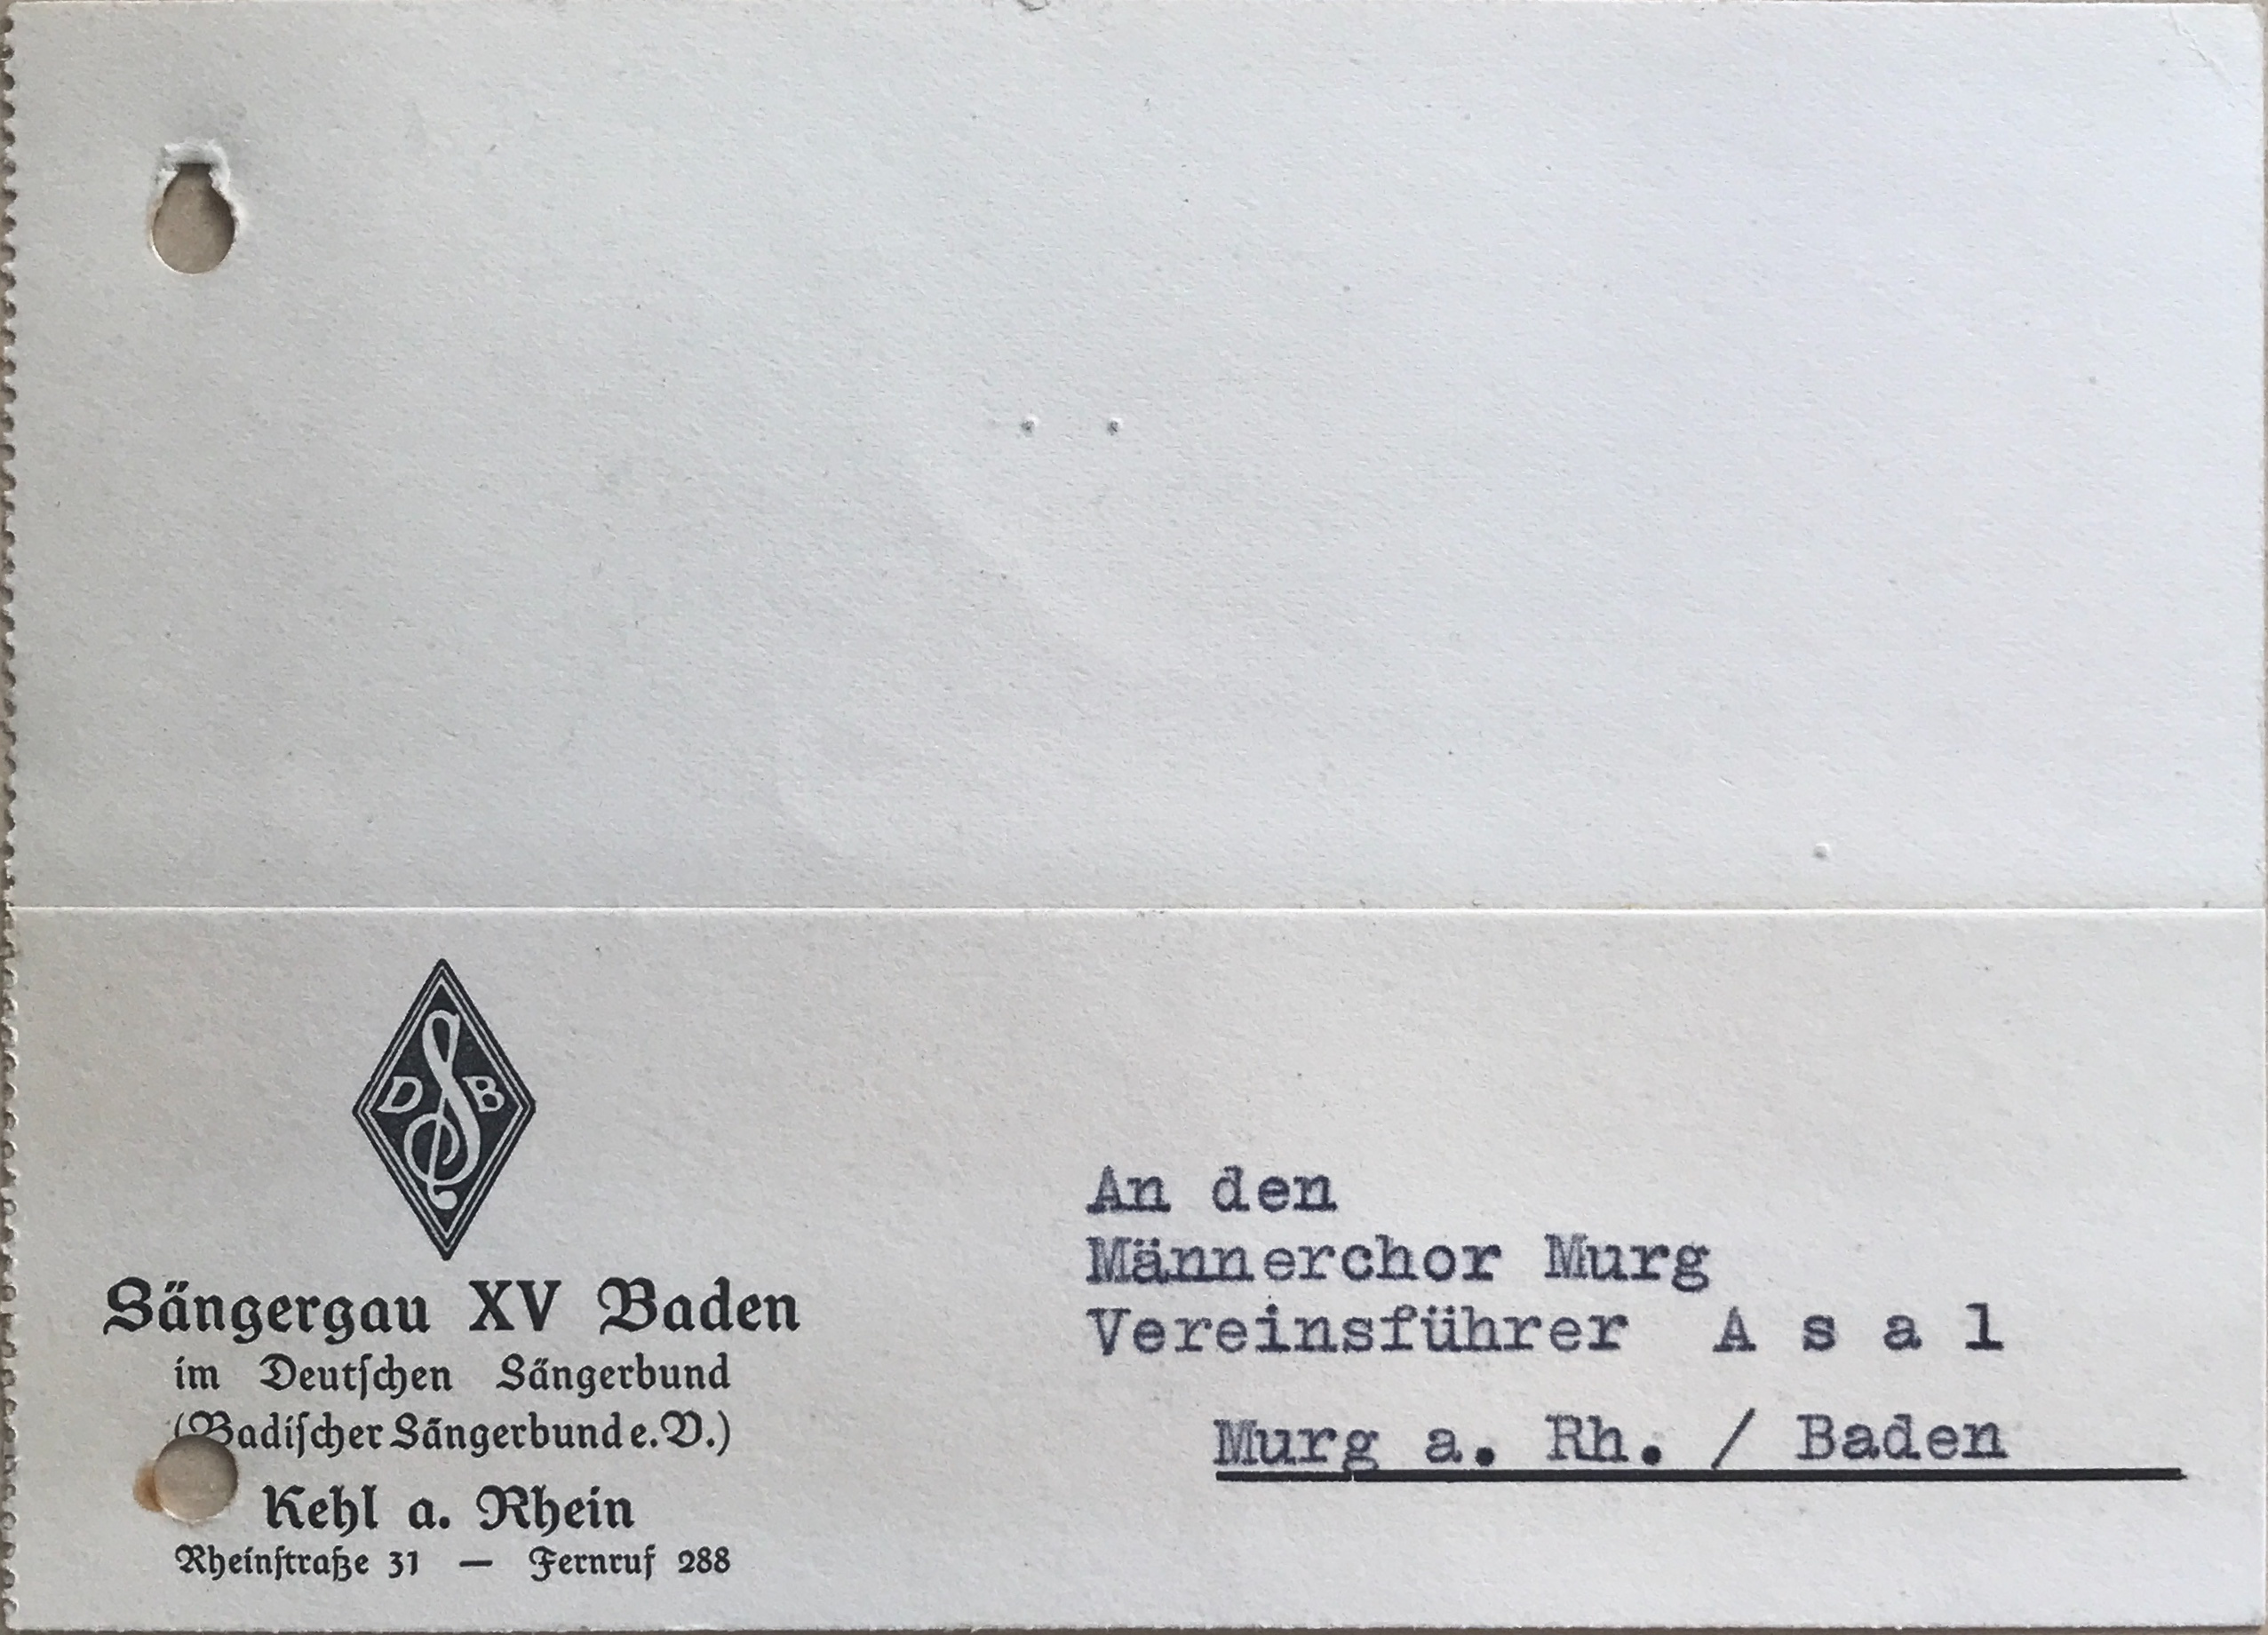 DSB
Sängergau XV Baden
im Deutſchen Sängerbund
(Badiſcher Sängerbund e.V.)
Kehl a. Rhein
Rheinſtraße 31 — Fernruf 288
An den
Männerchor Murg
Vereinsführer A s a l
Murg a. Rh. / Baden